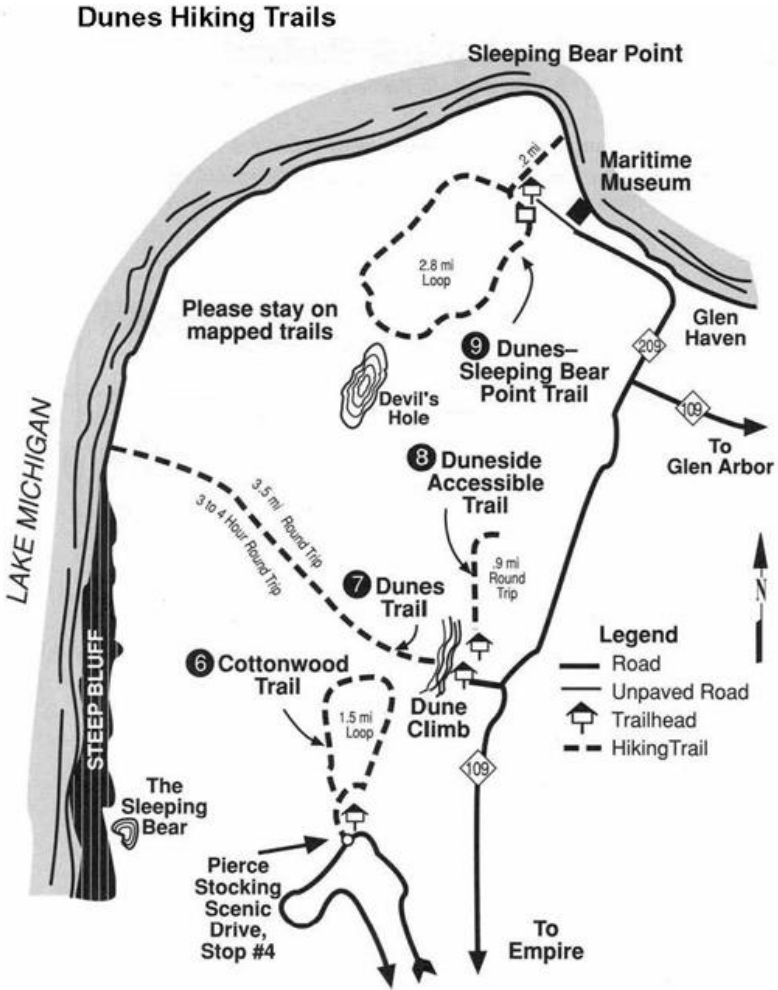 Dunes Hiking Trails
Sleeping Bear Point
.2 mi
Maritime
Museum
2.8 mi
Loop
Please stay on
mapped trails
Glen
Haven
209
9 Dunes–
Sleeping Bear
Point Trail
Devil's
Hole
109
To
Glen Arbor
LAKE MICHIGAN
8 Duneside
Accessible
Trail
3.5 mi Round Trip
3 to 4 Hour Round Trip
.9 mi
Round
Trip
N
7 Dunes
Trail
6 Cottonwood
Trail
1.5 mi
Loop
Dune
Climb
STEEP BLUFF
Legend
Road
Unpaved Road
Trailhead
HikingTrail
109
The
Sleeping
Bear
Pierce
Stocking
Scenic
Drive,
Stop #4
To
Empire